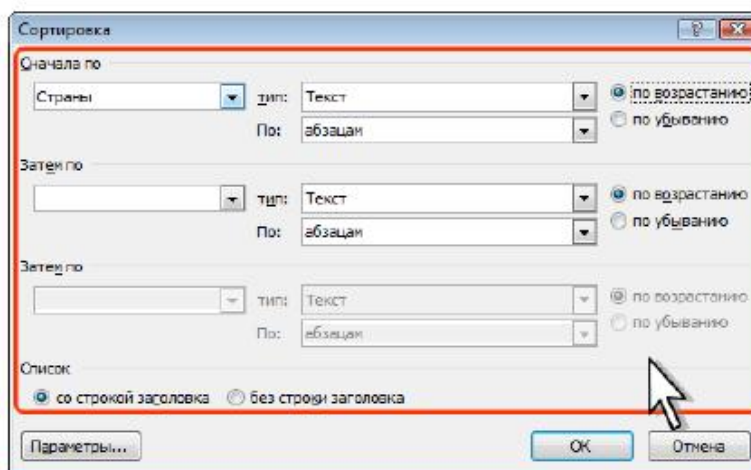 Сортировка
Сначала по
Страны тип: Текст по возрастанию
По: абзацам по убыванию
Затем по
тип: Текст по возрастанию
По: абзацам по убыванию
Затем по
тип: Текст по возрастанию
По: абзацам по убыванию
Список
со строкой заголовка без строки заголовка
Параметры... ОК Отмена